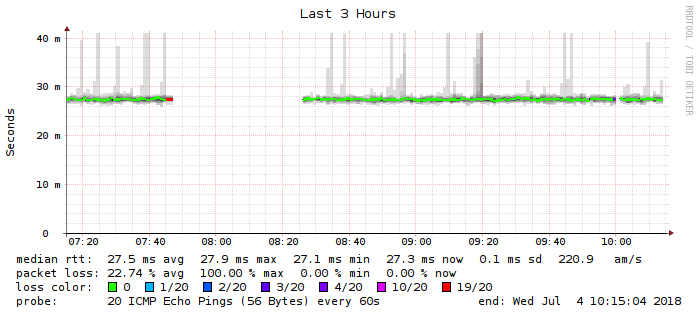 Last 3 Hours
RRDTOOL / TOBI OETIKER
Seconds
40 m
30 m
20 m
10 m
0
07:20 07:40 08:00 08:20 08:40 09:00 09:20 09:40 10:00
median rtt: 27.5 ms avg 27.9 ms max 27.1 ms min 27.3 ms now 0.1 ms sd 220.9 am/s
packet loss: 22.74 % avg 100.00 % max 0.00 % min 0.00 % now
loss color: 0 1/20 2/20 3/20 4/20 10/20 19/20
probe: 20 ICMP Echo Pings (56 Bytes) every 60s end: Wed Jul 4 10:15:04 2018